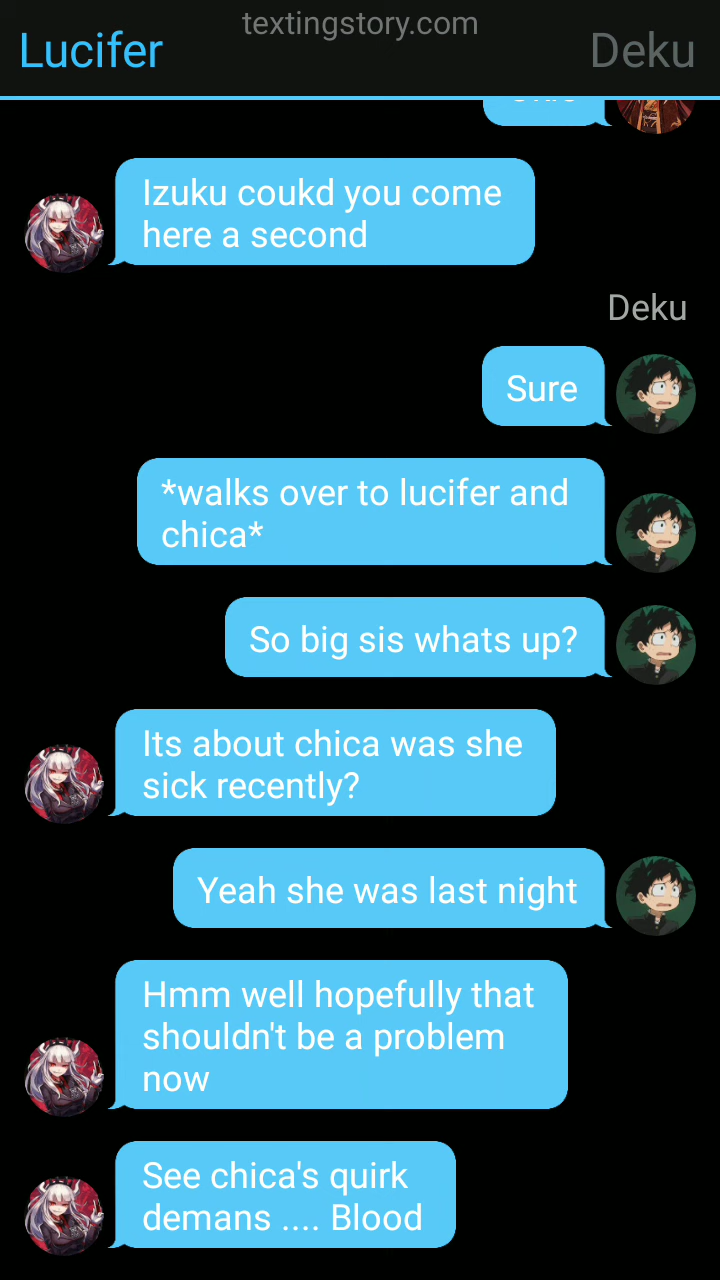 textingstory.com
Lucifer
Deku
Izuku coukd you come
here a second
Deku
Sure
*walks over to lucifer and
chica*
So big sis whats up?
Its about chica was she
sick recently?
Yeah she was last night
Hmm well hopefully that
shouldn't be a problem
now
See chica's quirk
demans .... Blood